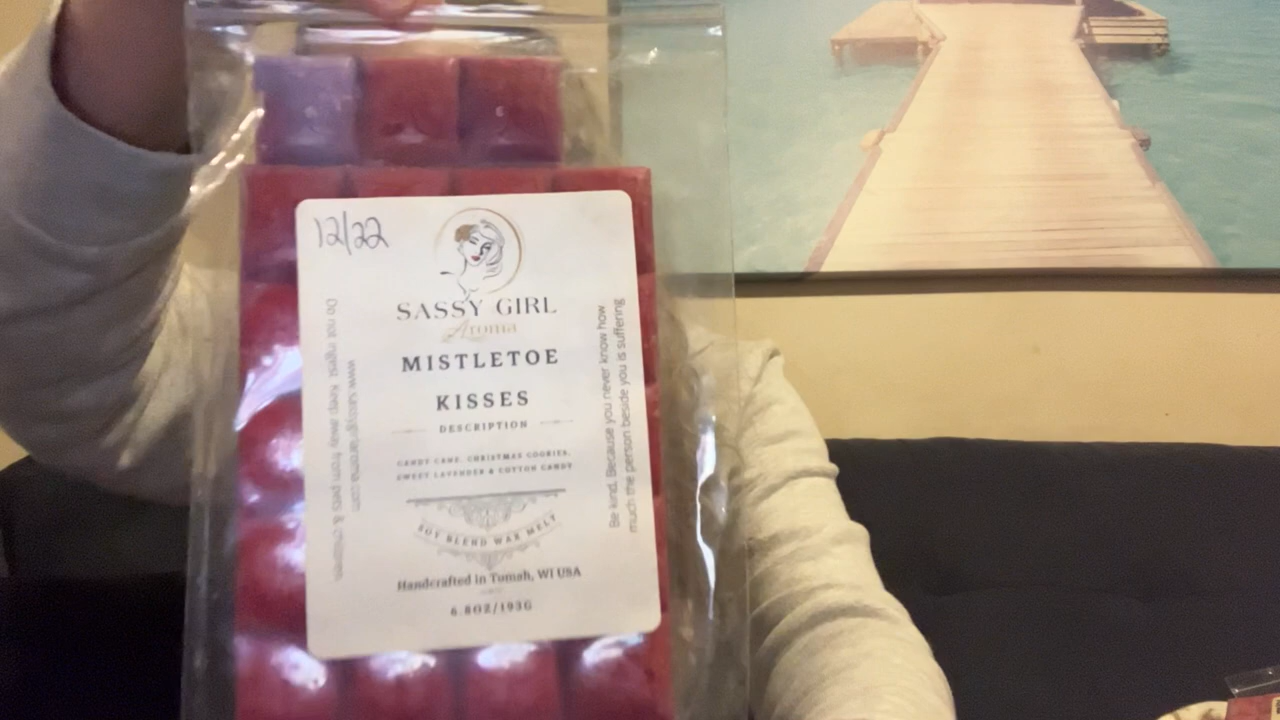 12/22
SASSY GIRL
Aroma
MISTLETOE
KISSES
DESCRIPTION
CANDY CANE, CHRISTMAS COOKIES,
SWEET LAVENDER & COTTON CANDY
SOY BLEND WAX MELT
Handcrafted in Tomah, WI USA
6.8OZ/193G
www.sassygirlaroma.com
Do not ingest. Keep away from pets & children.
Be kind. Because you never know how
much the person beside you is suffering